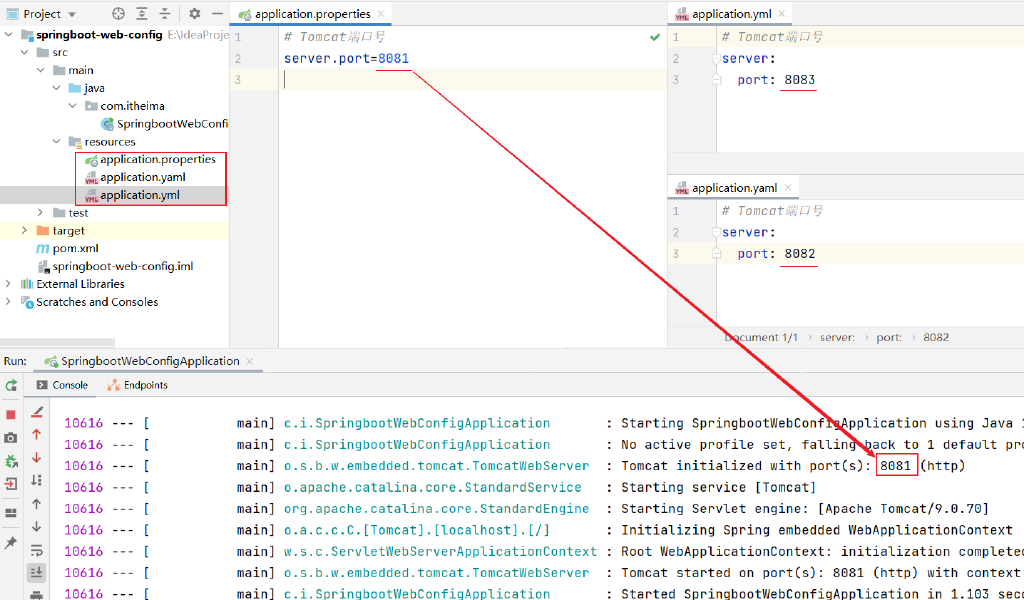 Project
springboot-web-config E:\IdeaProje
src
main
java
com.itheima
SpringbootWebConfi
resources
application.properties
application.yaml
application.yml
test
target
pom.xml
springboot-web-config.iml
External Libraries
Scratches and Consoles
application.properties
1 # Tomcat端口号
2 server.port=8081
3
application.yml
1 # Tomcat端口号
2 server:
3 port: 8083
application.yaml
1 # Tomcat端口号
2 server:
3 port: 8082
Document 1/1 › server: › port: › 8082
Run: SpringbootWebConfigApplication
Console Endpoints
10616 --- [ main] c.i.SpringbootWebConfigApplication : Starting SpringbootWebConfigApplication using Java 1
10616 --- [ main] c.i.SpringbootWebConfigApplication : No active profile set, falling back to 1 default pro
10616 --- [ main] o.s.b.w.embedded.tomcat.TomcatWebServer : Tomcat initialized with port(s): 8081 (http)
10616 --- [ main] o.apache.catalina.core.StandardService : Starting service [Tomcat]
10616 --- [ main] org.apache.catalina.core.StandardEngine : Starting Servlet engine: [Apache Tomcat/9.0.70]
10616 --- [ main] o.a.c.c.C.[Tomcat].[localhost].[/] : Initializing Spring embedded WebApplicationContext
10616 --- [ main] w.s.c.ServletWebServerApplicationContext : Root WebApplicationContext: initialization completed
10616 --- [ main] o.s.b.w.embedded.tomcat.TomcatWebServer : Tomcat started on port(s): 8081 (http) with context
10616 --- [ main] c.i.SpringbootWebConfigApplication : Started SpringbootWebConfigApplication in 1.103 seco